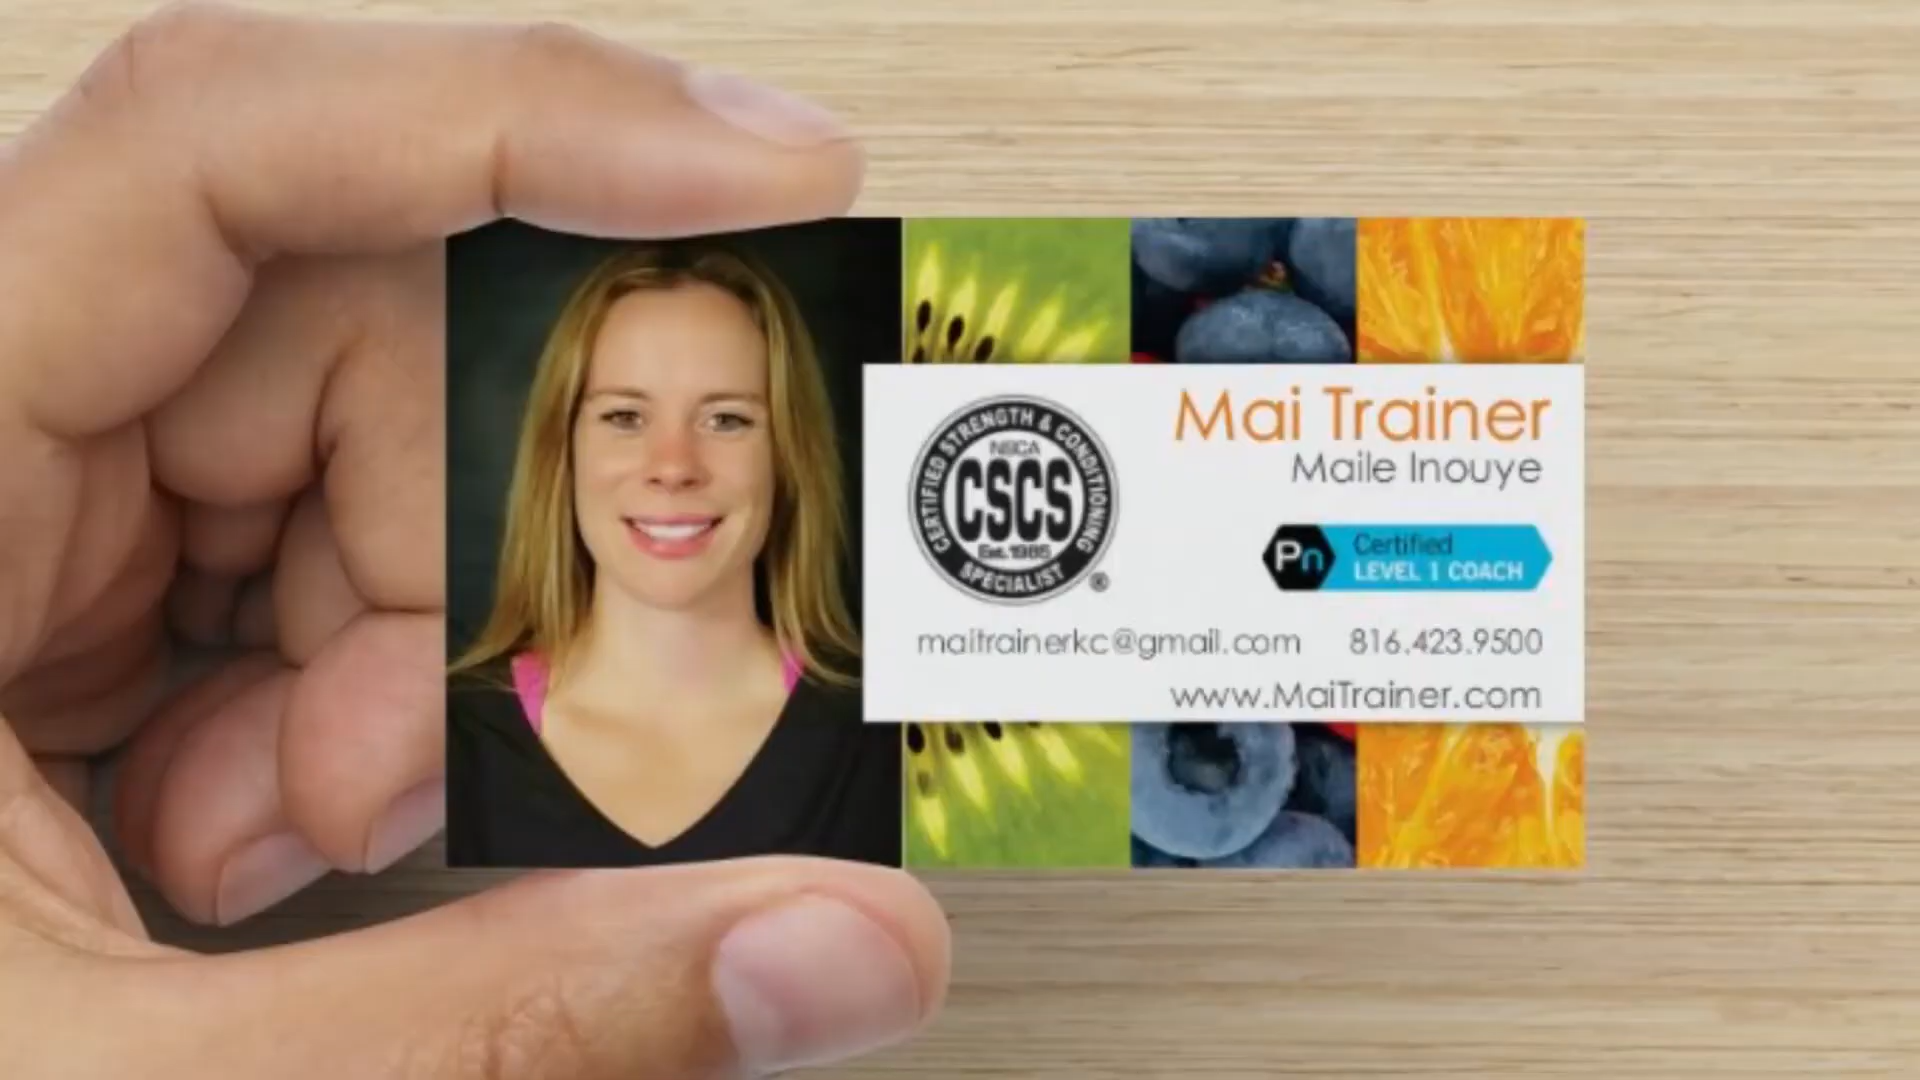 Mai Trainer
Maile Inouye
CERTIFIED STRENGTH & CONDITIONING
NSCA
CSCS
Est. 1985
SPECIALIST
®
Pn
Certified
LEVEL 1 COACH
maitrainerkc@gmail.com 816.423.9500
www.MaiTrainer.com